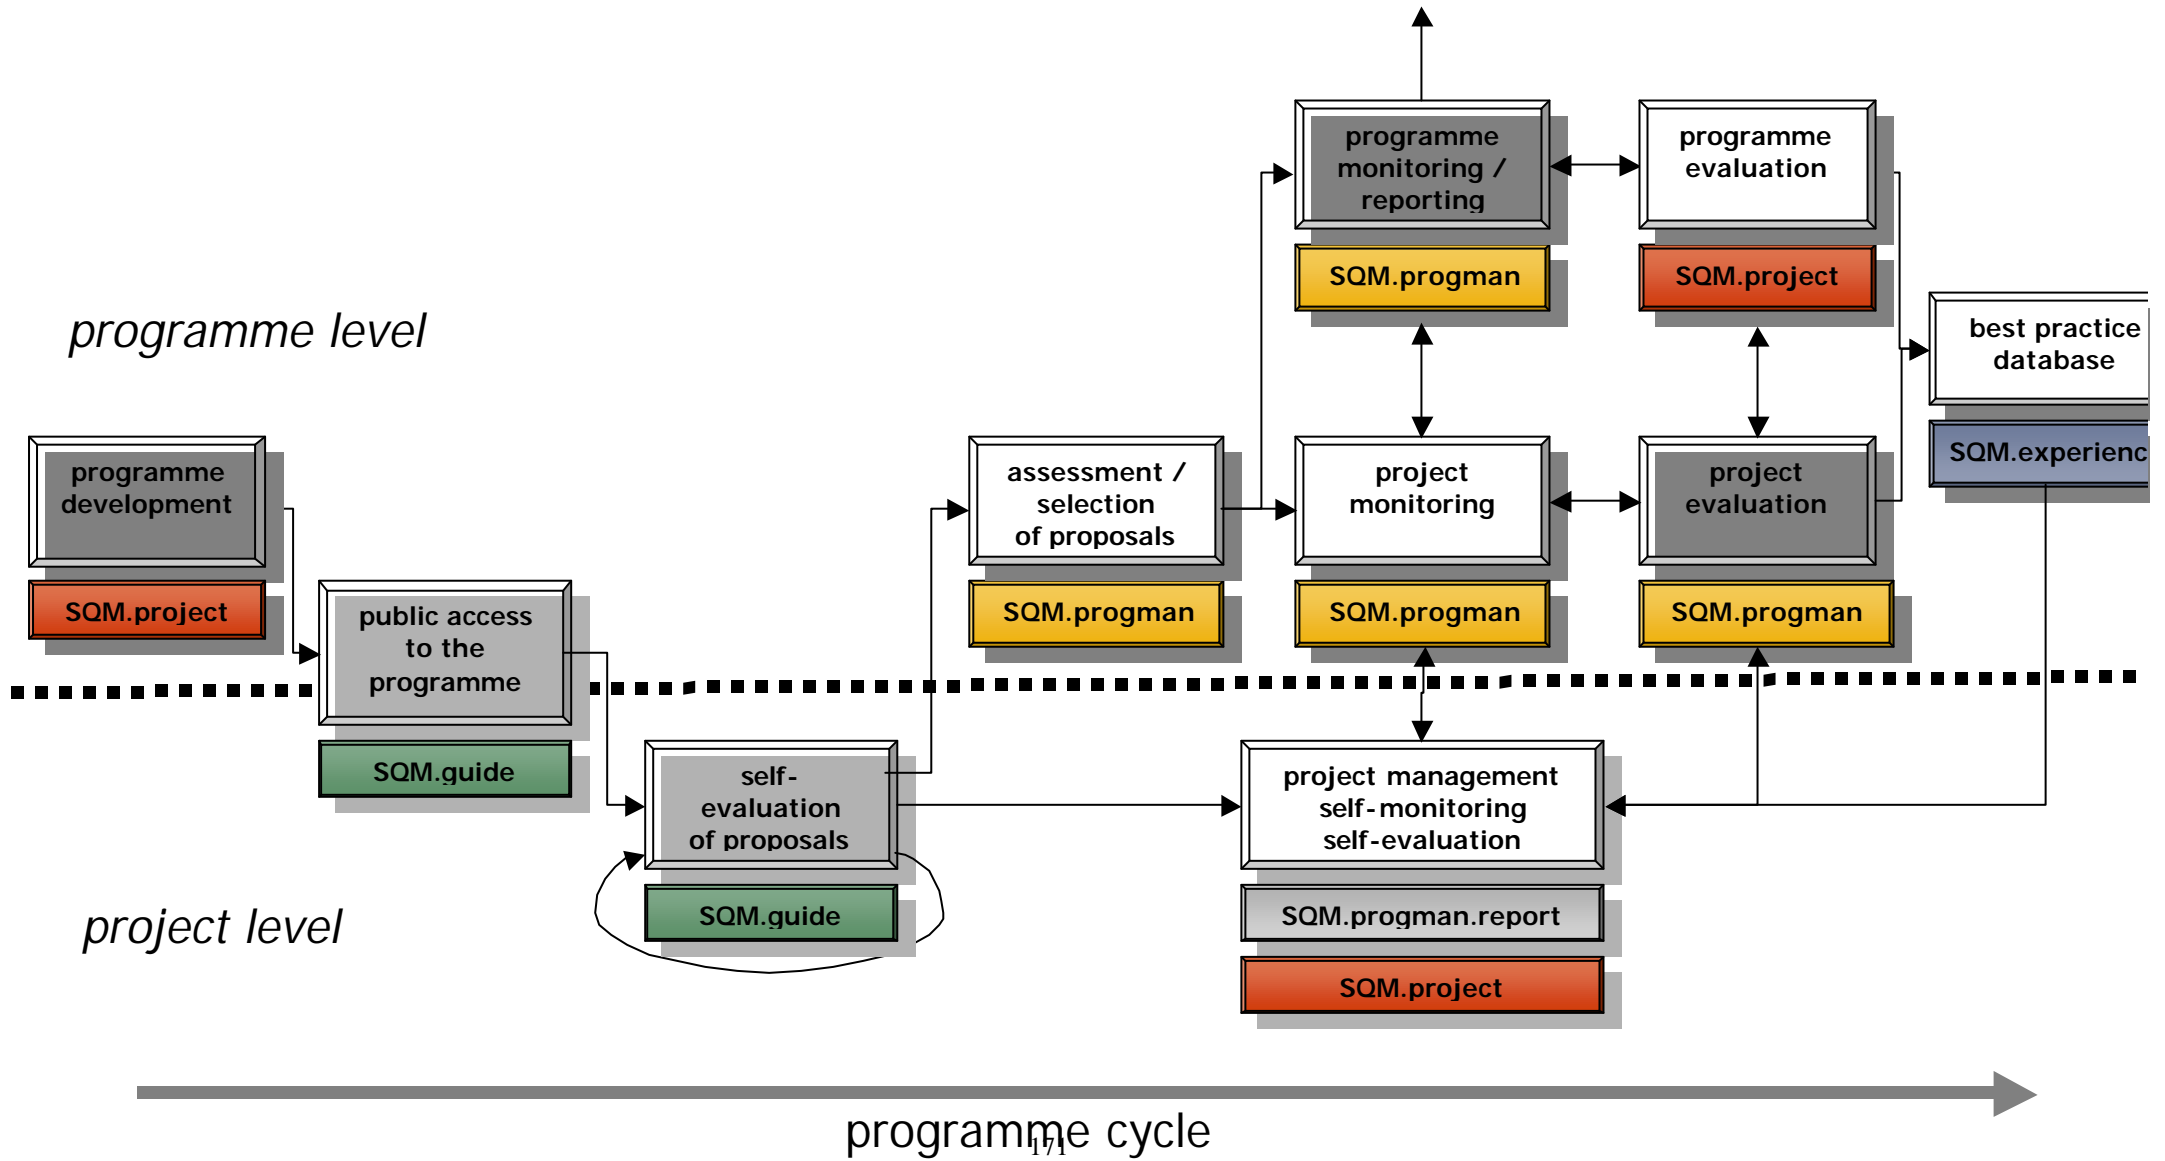 programme
monitoring /
reporting
SQM.progman
programme
evaluation
SQM.project
programme level
best practice
database
SQM.experienc
programme
development
SQM.project
assessment /
selection
of proposals
SQM.progman
project
monitoring
SQM.progman
project
evaluation
SQM.progman
public access
to the
programme
SQM.guide
self-
evaluation
of proposals
SQM.guide
project management
self-monitoring
self-evaluation
SQM.progman.report
SQM.project
project level
programme cycle
171